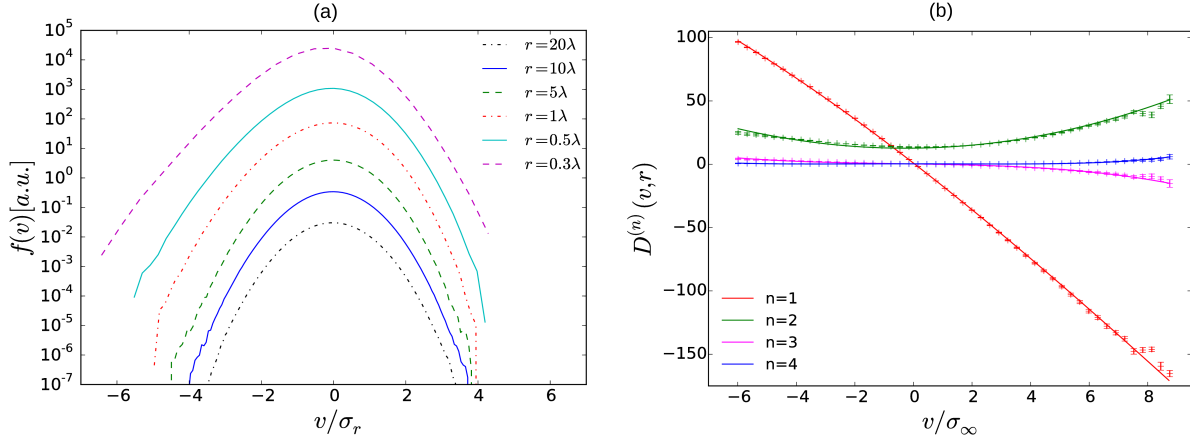 (a)
10^5
10^4
10^3
10^2
10^1
10^0
10^-1
10^-2
10^-3
10^-4
10^-5
10^-6
10^-7
f(v)[a.u.]
r=20λ
r=10λ
r=5λ
r=1λ
r=0.5λ
r=0.3λ
−6 −4 −2 0 2 4 6
v/σ_r
(b)
100
50
0
−50
−100
−150
D^(n)(v,r)
n=1
n=2
n=3
n=4
−6 −4 −2 0 2 4 6 8
v/σ_∞